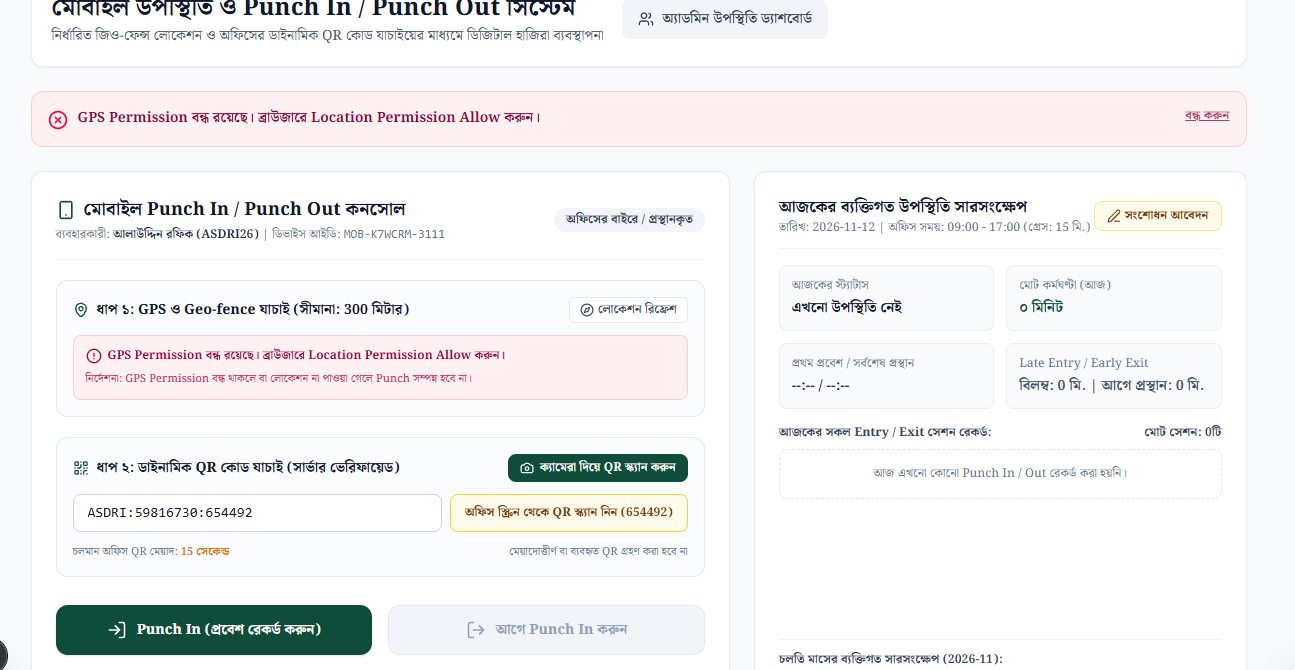 মোবাইল উপস্থিতি ও Punch In / Punch Out সিস্টেম
নির্ধারিত জিও-ফেন্স লোকেশন ও অফিসের ডাইনামিক QR কোড যাচাইয়ের মাধ্যমে ডিজিটাল হাজিরা ব্যবস্থাপনা
অ্যাডমিন উপস্থিতি ড্যাশবোর্ড
GPS Permission বন্ধ রয়েছে। ব্রাউজারে Location Permission Allow করুন।
বন্ধ করুন
মোবাইল Punch In / Punch Out কনসোল
ব্যবহারকারী: আলাউদ্দিন রফিক (ASDRI26) | ডিভাইস আইডি: MOB-K7WCRM-3111
অফিসের বাইরে / প্রস্থানকৃত
ধাপ ১: GPS ও Geo-fence যাচাই (সীমানা: 300 মিটার)
লোকেশন রিফ্রেশ
GPS Permission বন্ধ রয়েছে। ব্রাউজারে Location Permission Allow করুন।
নির্দেশনা: GPS Permission বন্ধ থাকলে বা লোকেশন না পাওয়া গেলে Punch সম্পন্ন হবে না।
ধাপ ২: ডাইনামিক QR কোড যাচাই (সার্ভার ভেরিফায়েড)
ক্যামেরা দিয়ে QR স্ক্যান করুন
ASDRI:59816730:654492
অফিস স্ক্রিন থেকে QR স্ক্যান নিন (654492)
চলমান অফিস QR মেয়াদ: 15 সেকেন্ড
মেয়াদোত্তীর্ণ বা ব্যবহৃত QR গ্রহণ করা হবে না
Punch In (প্রবেশ রেকর্ড করুন)
আগে Punch In করুন
আজকের ব্যক্তিগত উপস্থিতি সারসংক্ষেপ
তারিখ: 2026-11-12 | অফিস সময়: 09:00 - 17:00 (গ্রেস: 15 মি.)
সংশোধন আবেদন
আজকের স্ট্যাটাস
এখনো উপস্থিতি নেই
মোট কর্মঘণ্টা (আজ)
০ মিনিট
প্রথম প্রবেশ / সর্বশেষ প্রস্থান
--:-- / --:--
Late Entry / Early Exit
বিলম্ব: 0 মি. | আগে প্রস্থান: 0 মি.
আজকের সকল Entry / Exit সেশন রেকর্ড:
মোট সেশন: 0টি
আজ এখনো কোনো Punch In / Out রেকর্ড করা হয়নি।
চলতি মাসের ব্যক্তিগত সারসংক্ষেপ (2026-11):